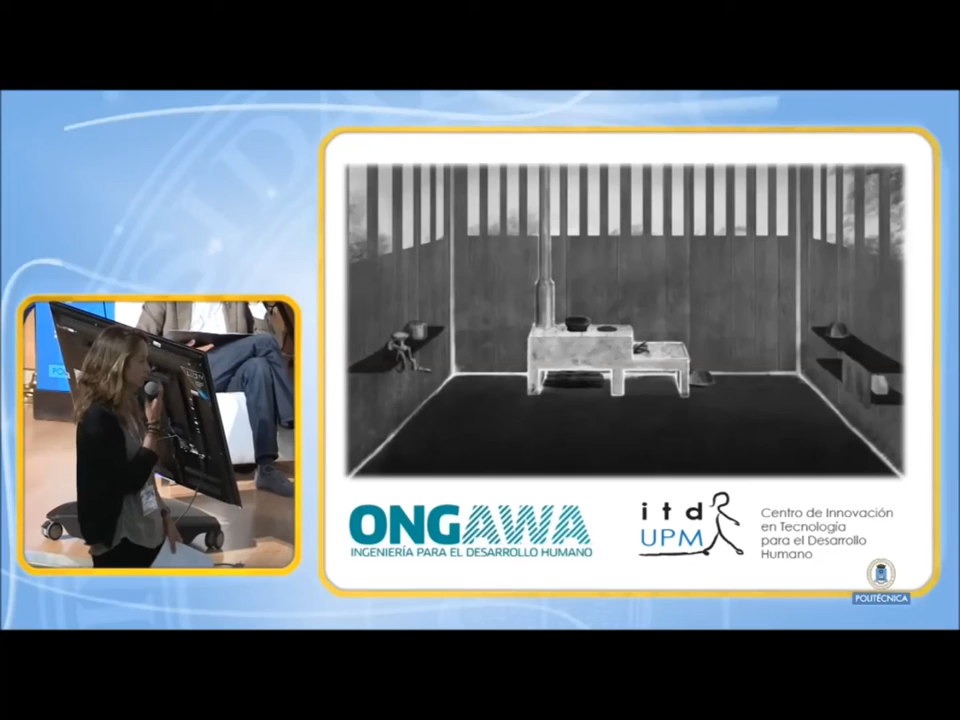 ONGAWA
INGENIERÍA PARA EL DESARROLLO HUMANO
itd
UPM
Centro de Innovación
en Tecnología
para el Desarrollo
Humano
POLITÉCNICA